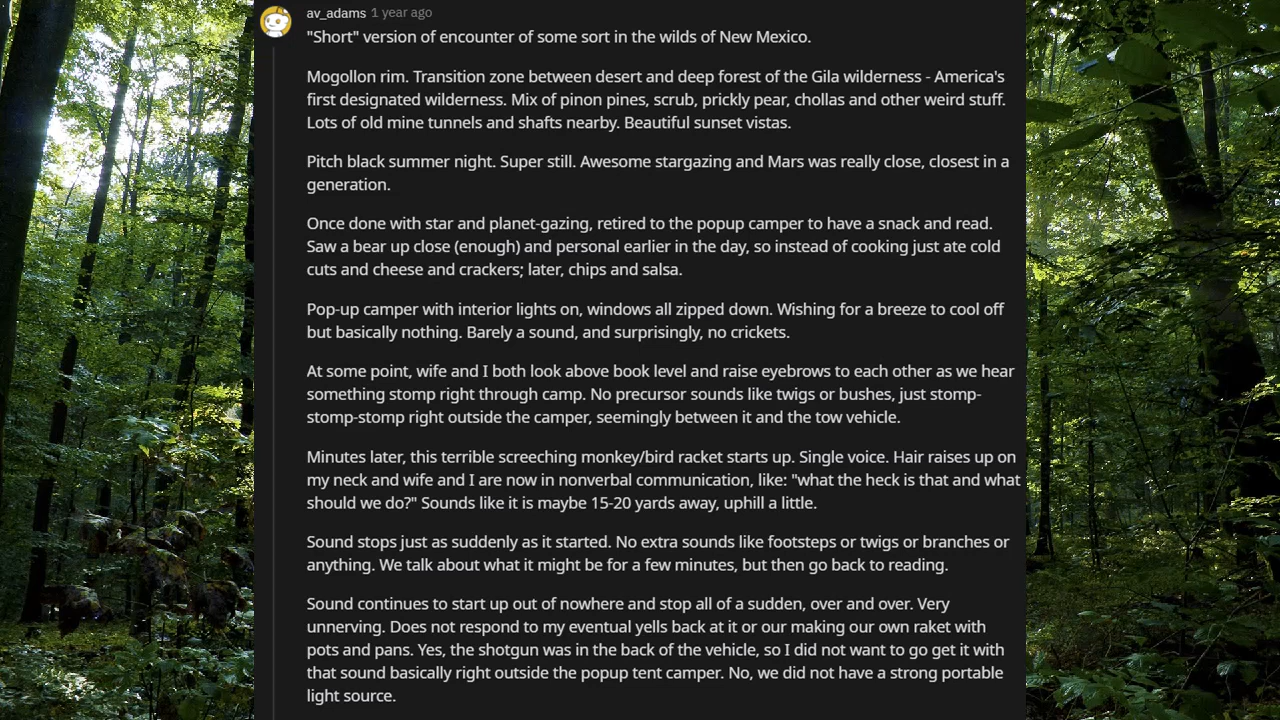 av_adams 1 year ago
"Short" version of encounter of some sort in the wilds of New Mexico.
Mogollon rim. Transition zone between desert and deep forest of the Gila wilderness - America's
first designated wilderness. Mix of pinon pines, scrub, prickly pear, chollas and other weird stuff.
Lots of old mine tunnels and shafts nearby. Beautiful sunset vistas.
Pitch black summer night. Super still. Awesome stargazing and Mars was really close, closest in a
generation.
Once done with star and planet-gazing, retired to the popup camper to have a snack and read.
Saw a bear up close (enough) and personal earlier in the day, so instead of cooking just ate cold
cuts and cheese and crackers; later, chips and salsa.
Pop-up camper with interior lights on, windows all zipped down. Wishing for a breeze to cool off
but basically nothing. Barely a sound, and surprisingly, no crickets.
At some point, wife and I both look above book level and raise eyebrows to each other as we hear
something stomp right through camp. No precursor sounds like twigs or bushes, just stomp-
stomp-stomp right outside the camper, seemingly between it and the tow vehicle.
Minutes later, this terrible screeching monkey/bird racket starts up. Single voice. Hair raises up on
my neck and wife and I are now in nonverbal communication, like: "what the heck is that and what
should we do?" Sounds like it is maybe 15-20 yards away, uphill a little.
Sound stops just as suddenly as it started. No extra sounds like footsteps or twigs or branches or
anything. We talk about what it might be for a few minutes, but then go back to reading.
Sound continues to start up out of nowhere and stop all of a sudden, over and over. Very
unnerving. Does not respond to my eventual yells back at it or our making our own raket with
pots and pans. Yes, the shotgun was in the back of the vehicle, so I did not want to go get it with
that sound basically right outside the popup tent camper. No, we did not have a strong portable
light source.